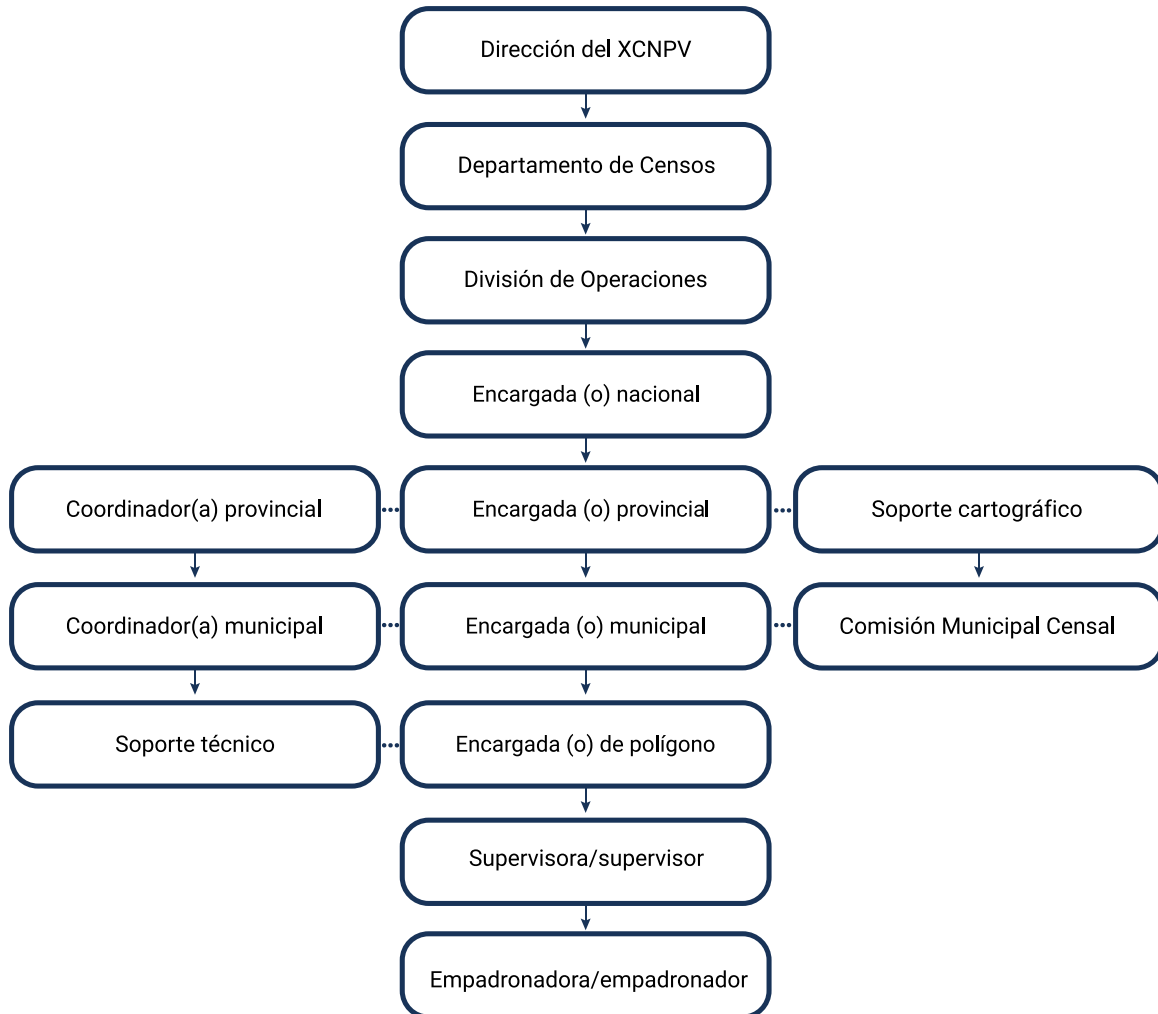 Dirección del XCNPV
Departamento de Censos
División de Operaciones
Encargada (o) nacional
Coordinador(a) provincial
Encargada (o) provincial
Soporte cartográfico
Coordinador(a) municipal
Encargada (o) municipal
Comisión Municipal Censal
Soporte técnico
Encargada (o) de polígono
Supervisora/supervisor
Empadronadora/empadronador